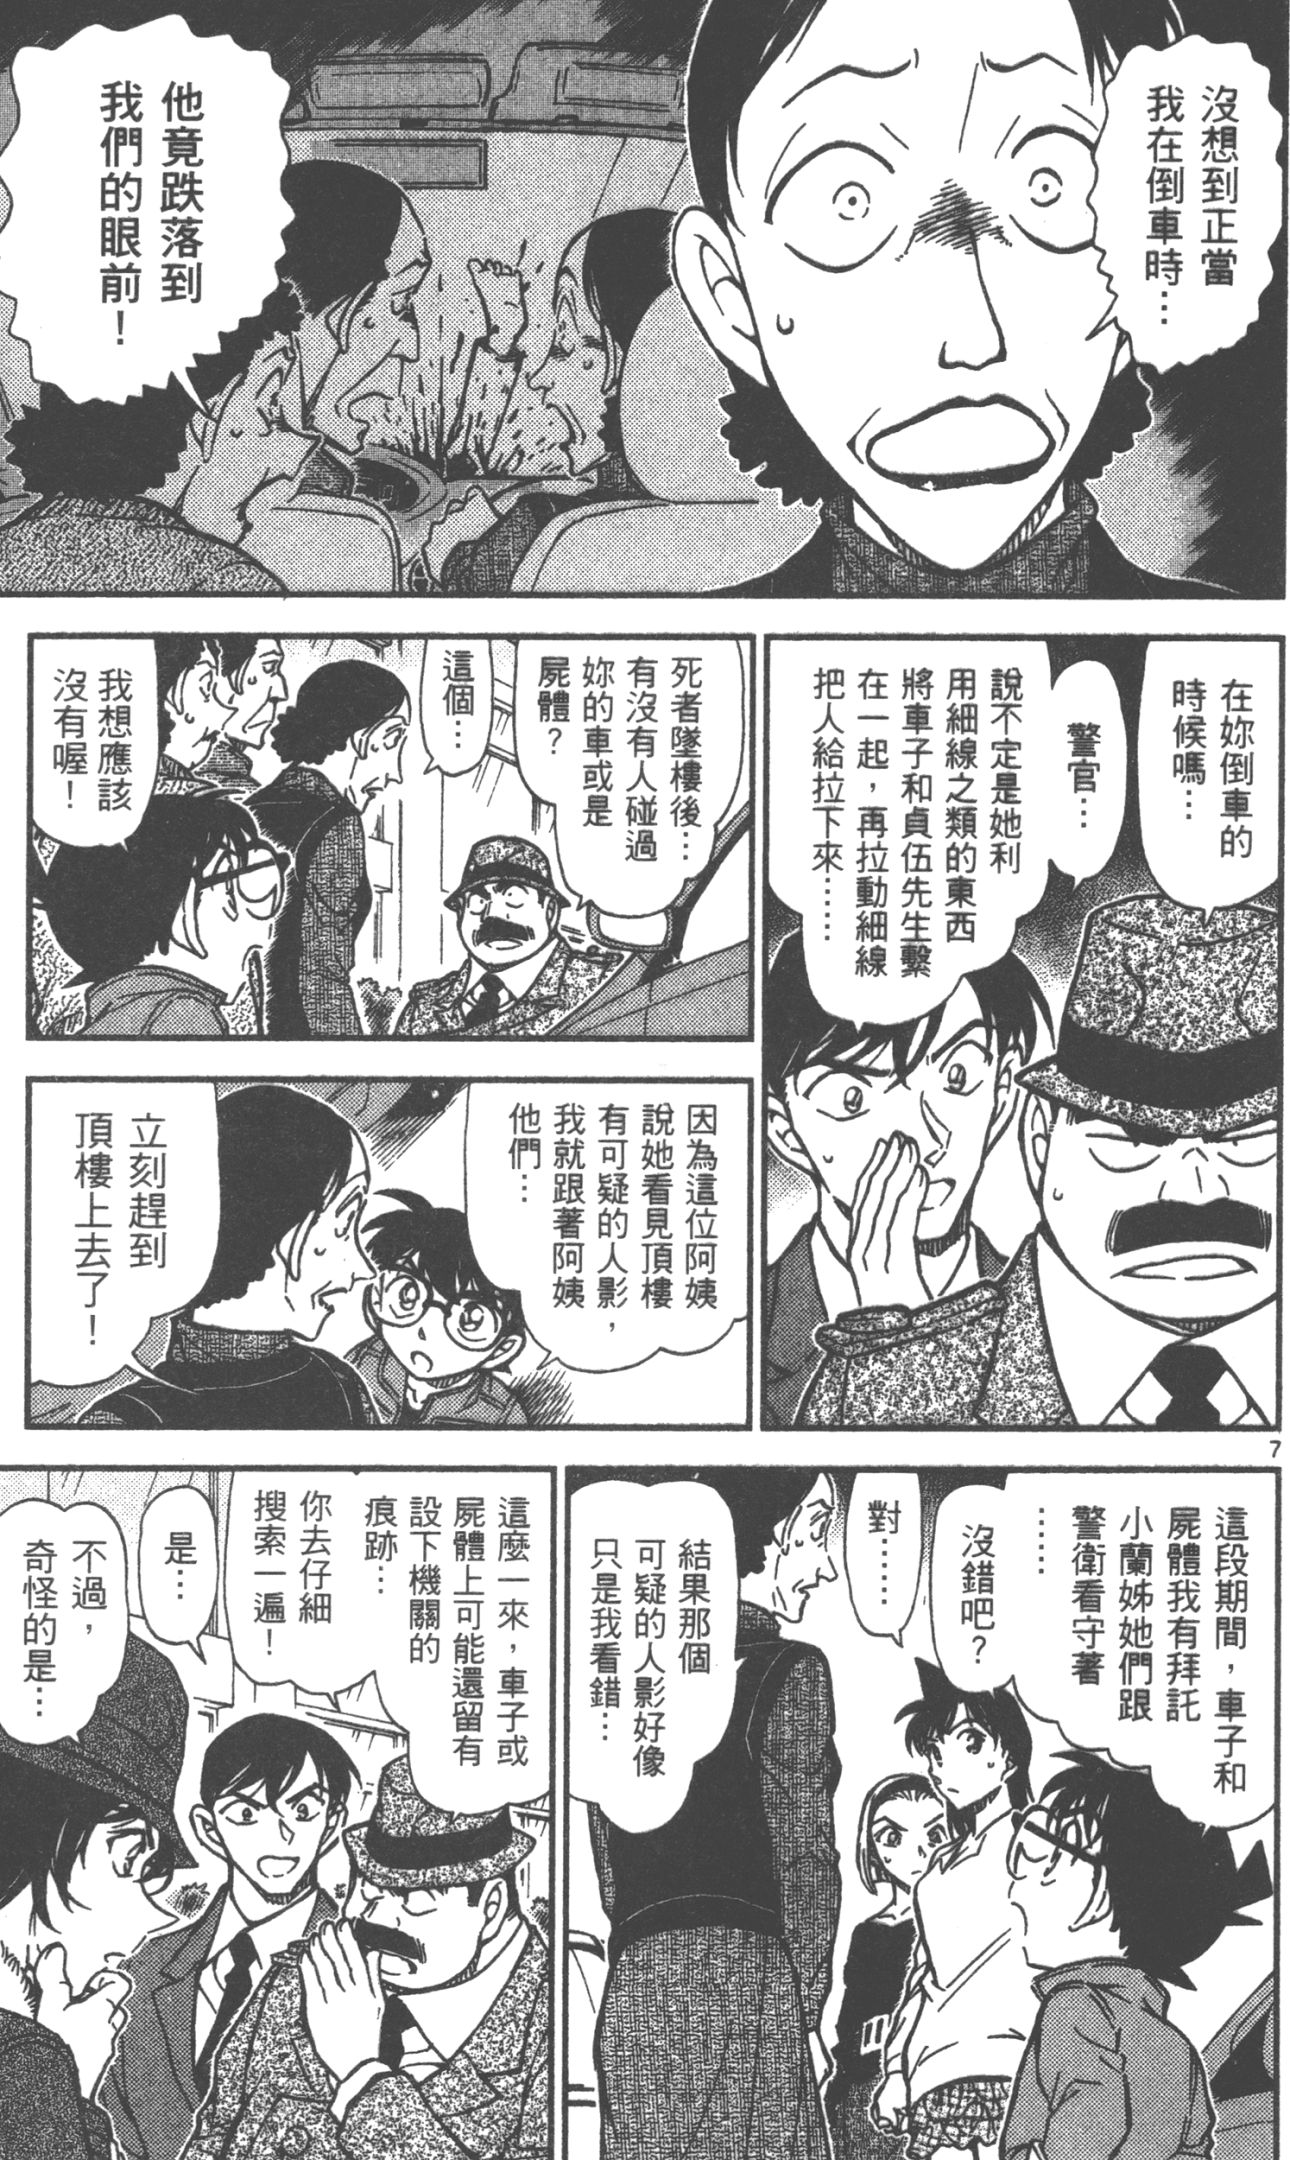 沒想到正當
我在倒車時…
他竟跌落到
我們的眼前！
在妳倒車的
時候嗎…
警官…
說不定是她利
用細線之類的東西
將車子和貞伍先生繫
在一起，再拉動細線
把人給拉下來……
死者墜樓後…
有沒有人碰過
妳的車或是
屍體？
這個…
我想應該
沒有喔！
因為這位阿姨
說她看見頂樓
有可疑的人影，
我就跟著阿姨
他們…
立刻趕到
頂樓上去了！
7
這段期間，車子和
屍體我有拜託
小蘭姊她們跟
警衛看守著
……
沒錯吧？
對……
結果那個
可疑的人影好像
只是我看錯…
這麼一來，車子或
屍體上可能還留有
設下機關的
痕跡…
你去仔細
搜索一遍！
是…
不過，
奇怪的是…